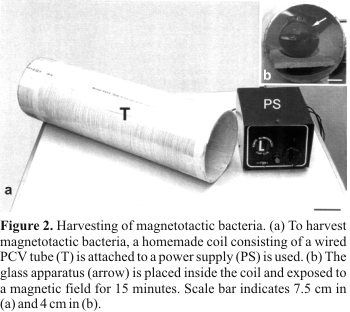 b
PS
T
L
a
Figure 2. Harvesting of magnetotactic bacteria. (a) To harvest
magnetotactic bacteria, a homemade coil consisting of a wired
PCV tube (T) is attached to a power supply (PS) is used. (b) The
glass apparatus (arrow) is placed inside the coil and exposed to
a magnetic field for 15 minutes. Scale bar indicates 7.5 cm in
(a) and 4 cm in (b).